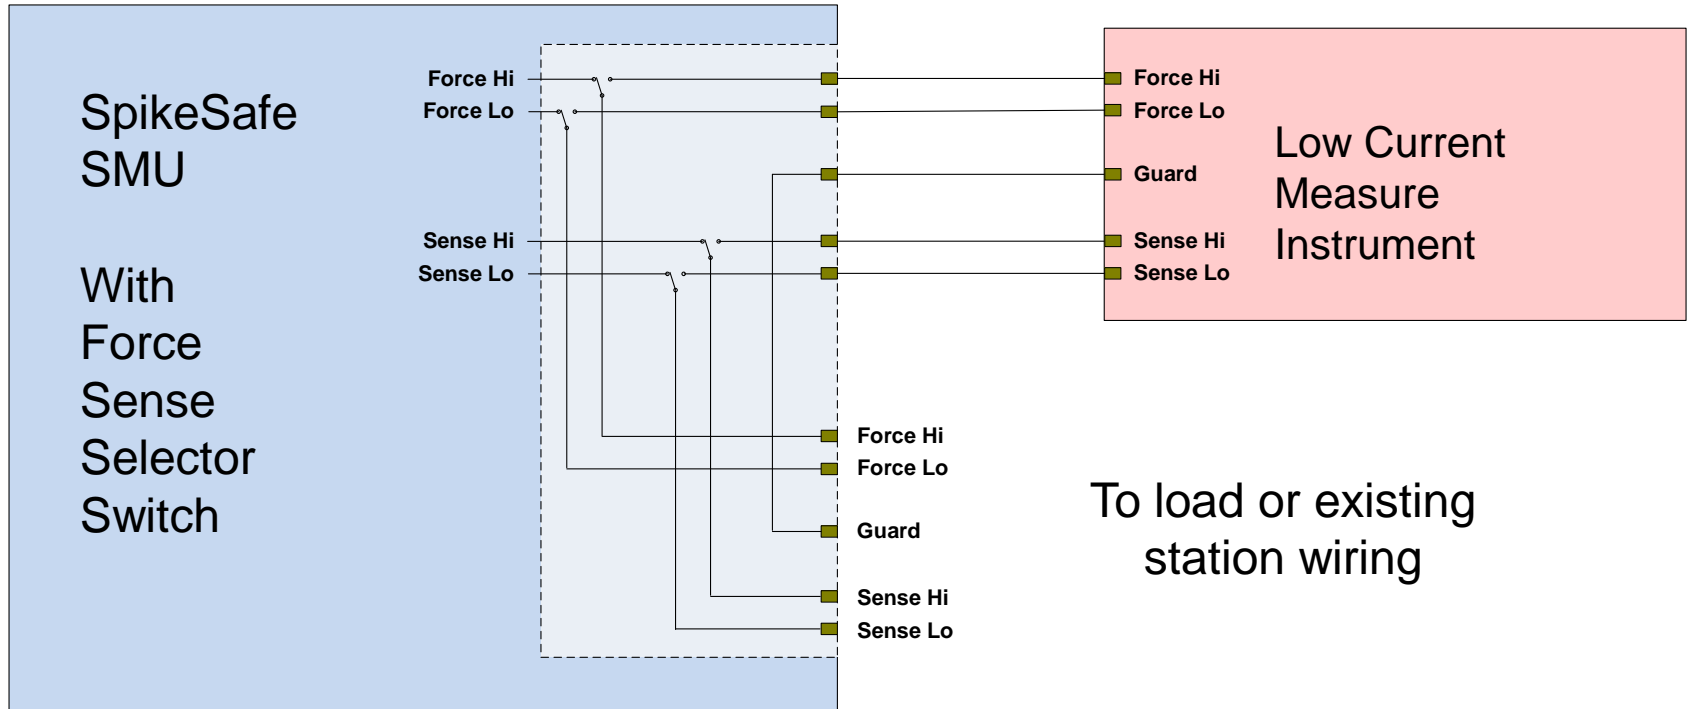 SpikeSafe
SMU
With
Force
Sense
Selector
Switch
Force Hi
Force Lo
Sense Hi
Sense Lo
Force Hi
Force Lo
Guard
Sense Hi
Sense Lo
Low Current
Measure
Instrument
Force Hi
Force Lo
Guard
Sense Hi
Sense Lo
To load or existing
station wiring